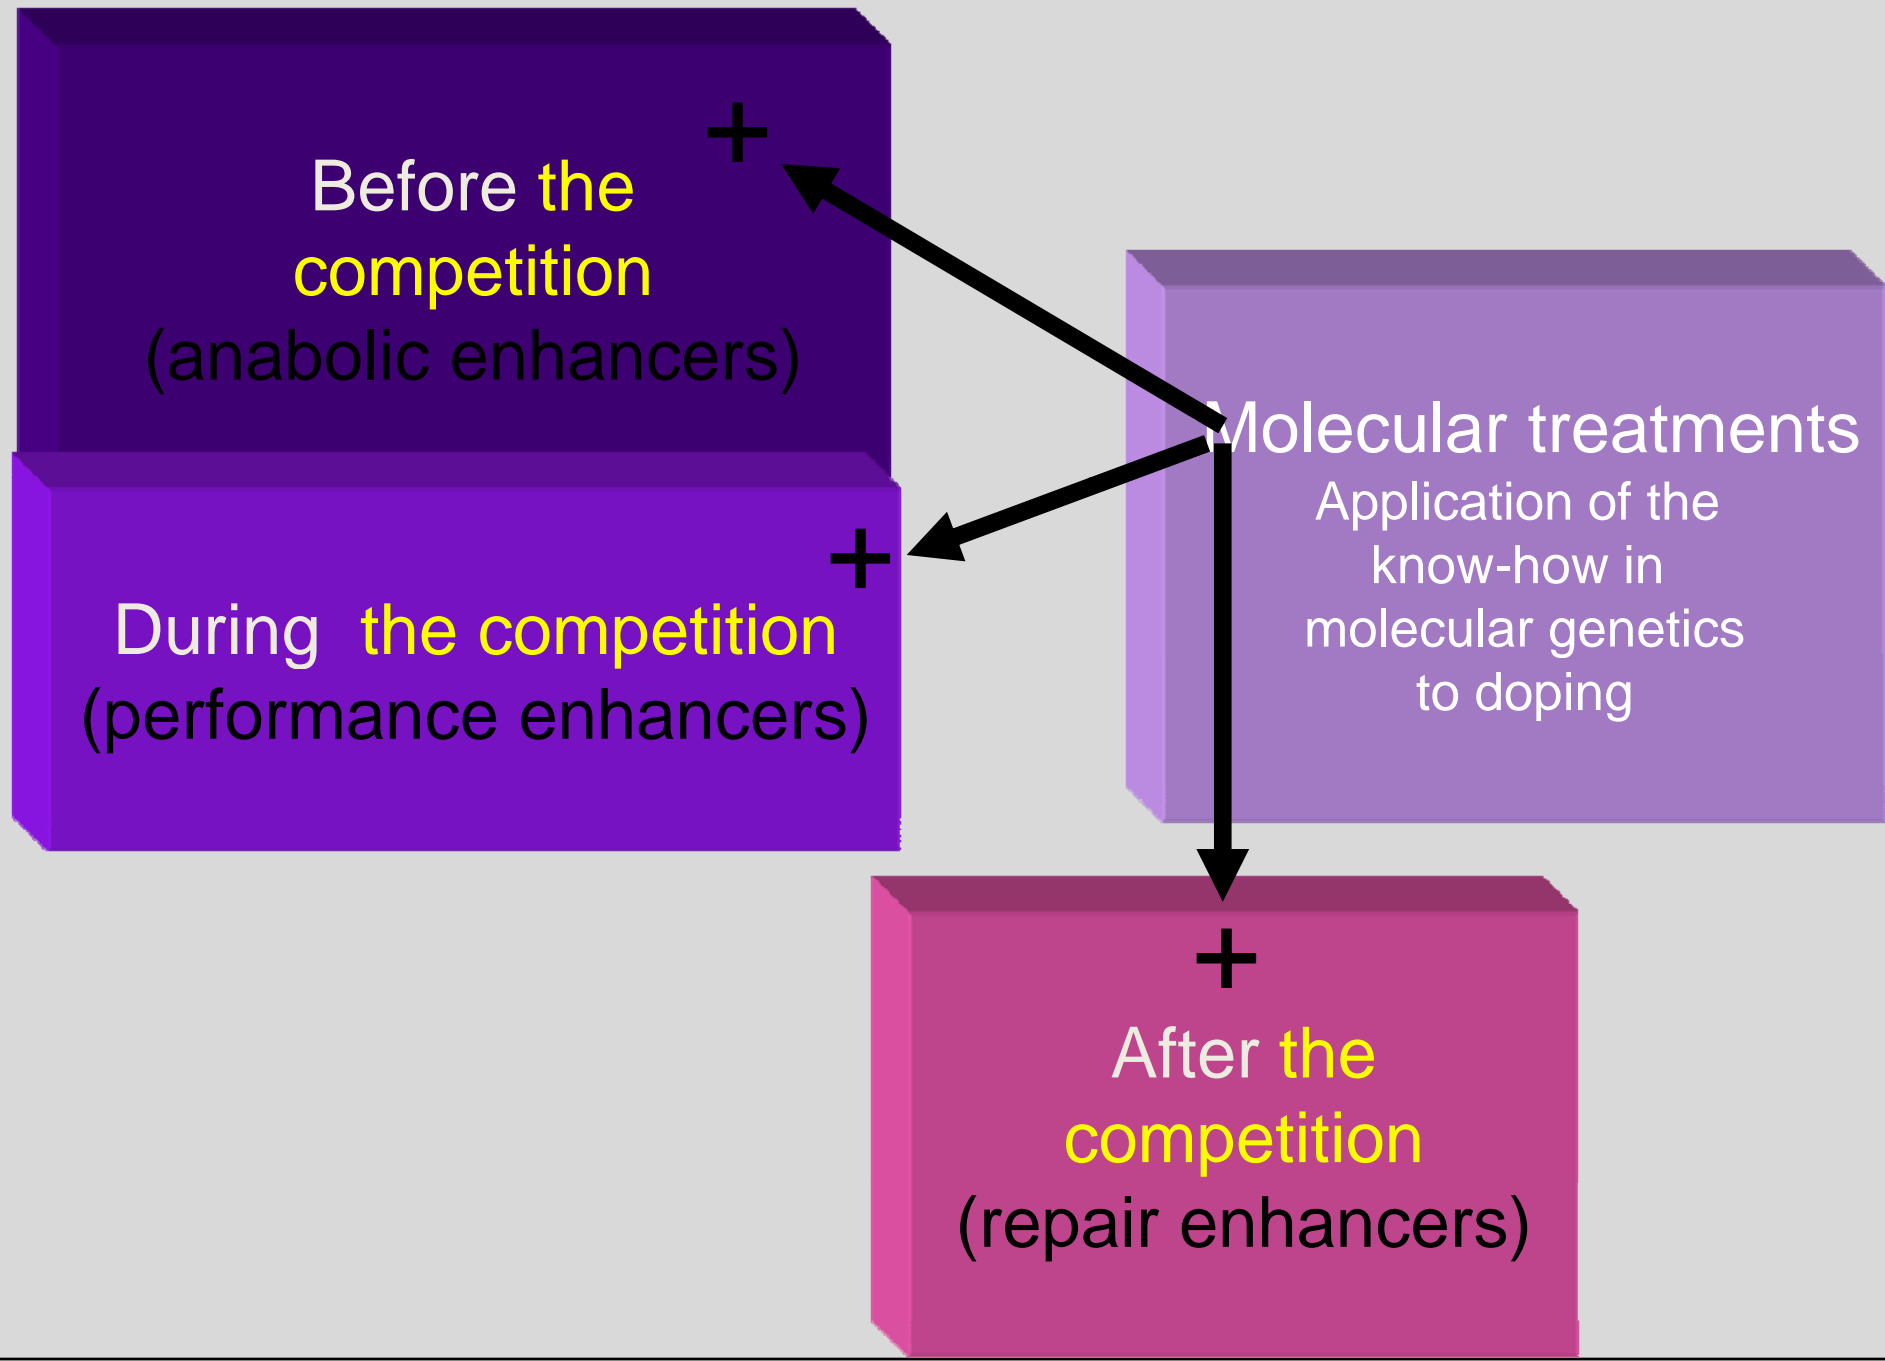 +
Before the
competition
(anabolic enhancers)
+
During  the competition
(performance enhancers)
Molecular treatments
Application of the
know-how in
molecular genetics
to doping
+
After the
competition
(repair enhancers)